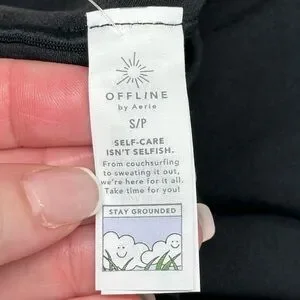 OFFLINE
by Aerie
S/P
SELF-CARE
ISN'T SELFISH.
From couchsurfing
to sweating it out,
we're here for it all.
Take time for you!
STAY GROUNDED